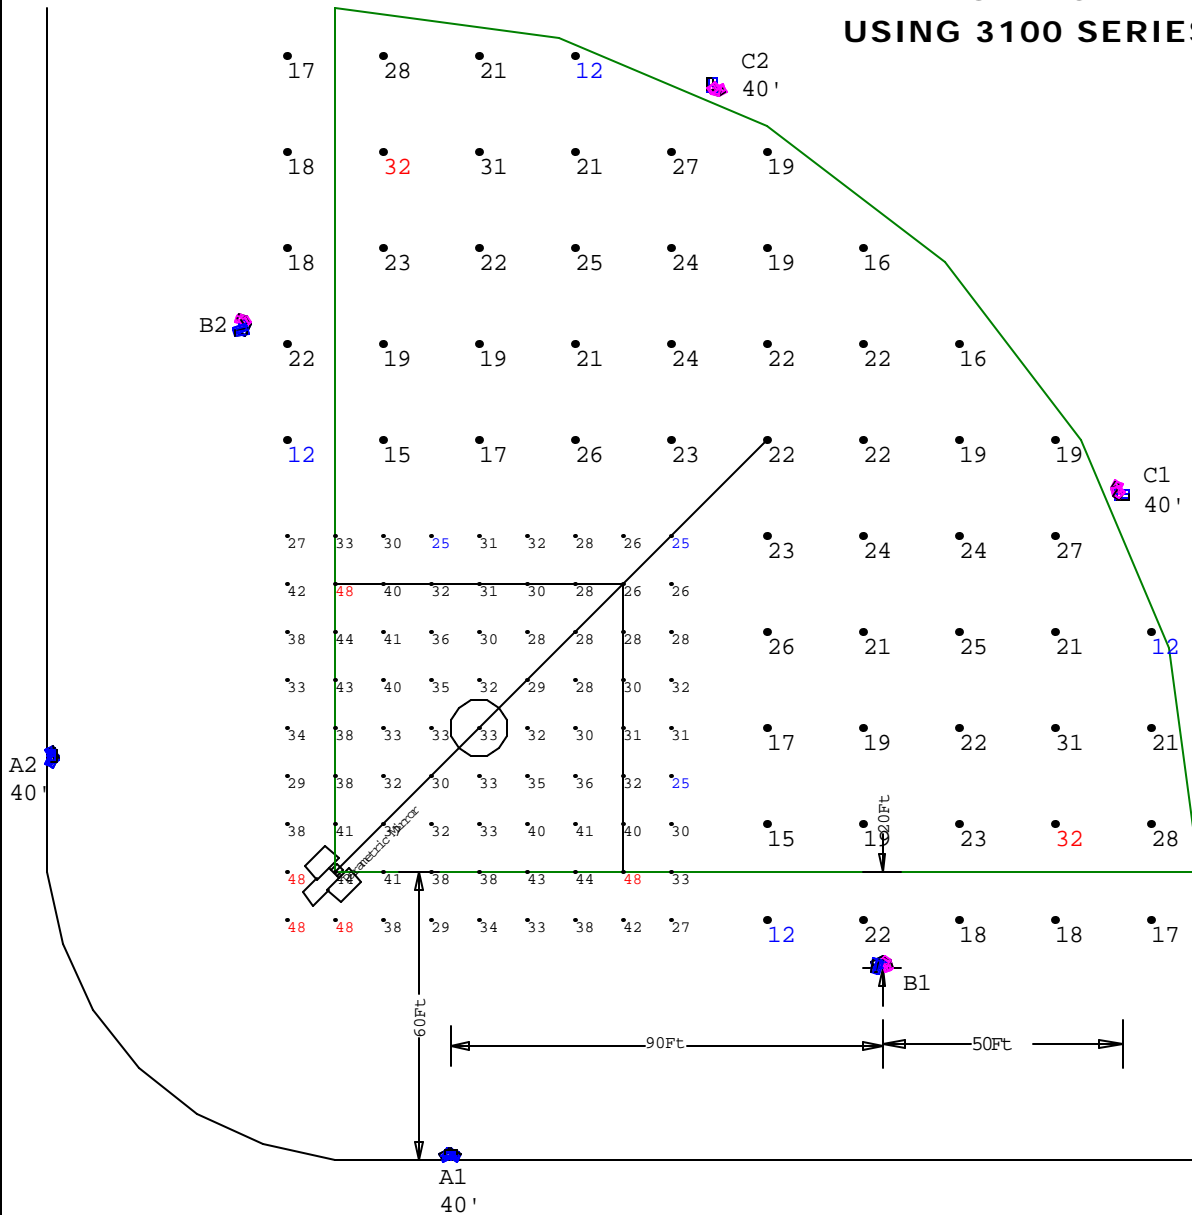 USING 3100 SERIES
C2
40'
17 28 21 12
18 32 31 21 27 19
18 23 22 25 24 19 16
B2
22 19 19 21 24 22 22 16
12 15 17 26 23 22 22 19 19
C1
40'
27 33 30 25 31 32 28 26 25 23 24 24 27
42 48 40 32 31 30 28 26 26
38 44 41 36 30 28 28 28 28 26 21 25 21 12
33 43 40 35 32 29 28 30 32
34 38 33 33 33 32 30 31 31 17 19 22 31 21
A2
40'
29 38 32 30 33 35 36 32 25
20Ft
38 41 32 33 40 41 40 30 15 19 23 32 28
48 44 41 38 38 43 44 48 33
48 48 38 29 34 33 38 42 27 12 22 18 18 17
B1
60Ft
90Ft
50Ft
A1
40'